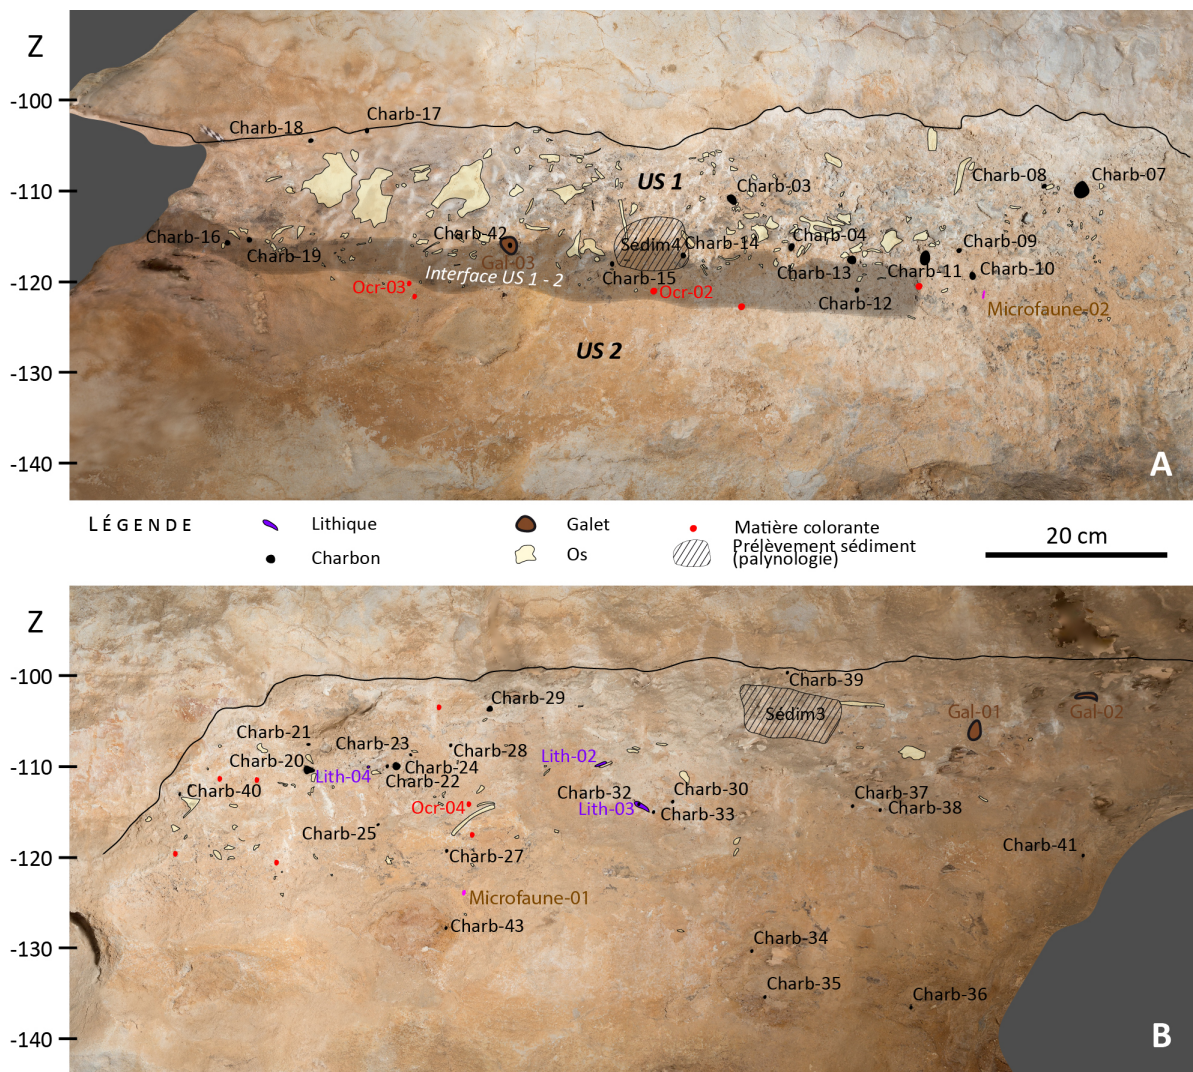 Z
-100
-110
-120
-130
-140
Charb-18
Charb-17
US 1
Charb-03
Charb-08
Charb-07
Charb-16
Charb-19
Charb-42
Gal-03
Sédim4
Charb-14
Charb-04
Charb-09
Charb-15
Charb-13
Charb-11
Charb-10
Interface US 1 - 2
Ocr-03
Ocr-02
Charb-12
Microfaune-02
US 2
A
LÉGENDE
Lithique
Charbon
Galet
Os
Matière colorante
Prélèvement sédiment
(palynologie)
20 cm
Z
-100
-110
-120
-130
-140
Charb-39
Charb-29
Sédim3
Gal-01
Gal-02
Charb-21
Charb-23
Charb-28
Charb-20
Lith-04
Charb-24
Charb-22
Lith-02
Charb-40
Ocr-04
Charb-32
Lith-03
Charb-30
Charb-33
Charb-37
Charb-38
Charb-25
Charb-27
Charb-41
Microfaune-01
Charb-43
Charb-34
Charb-35
Charb-36
B